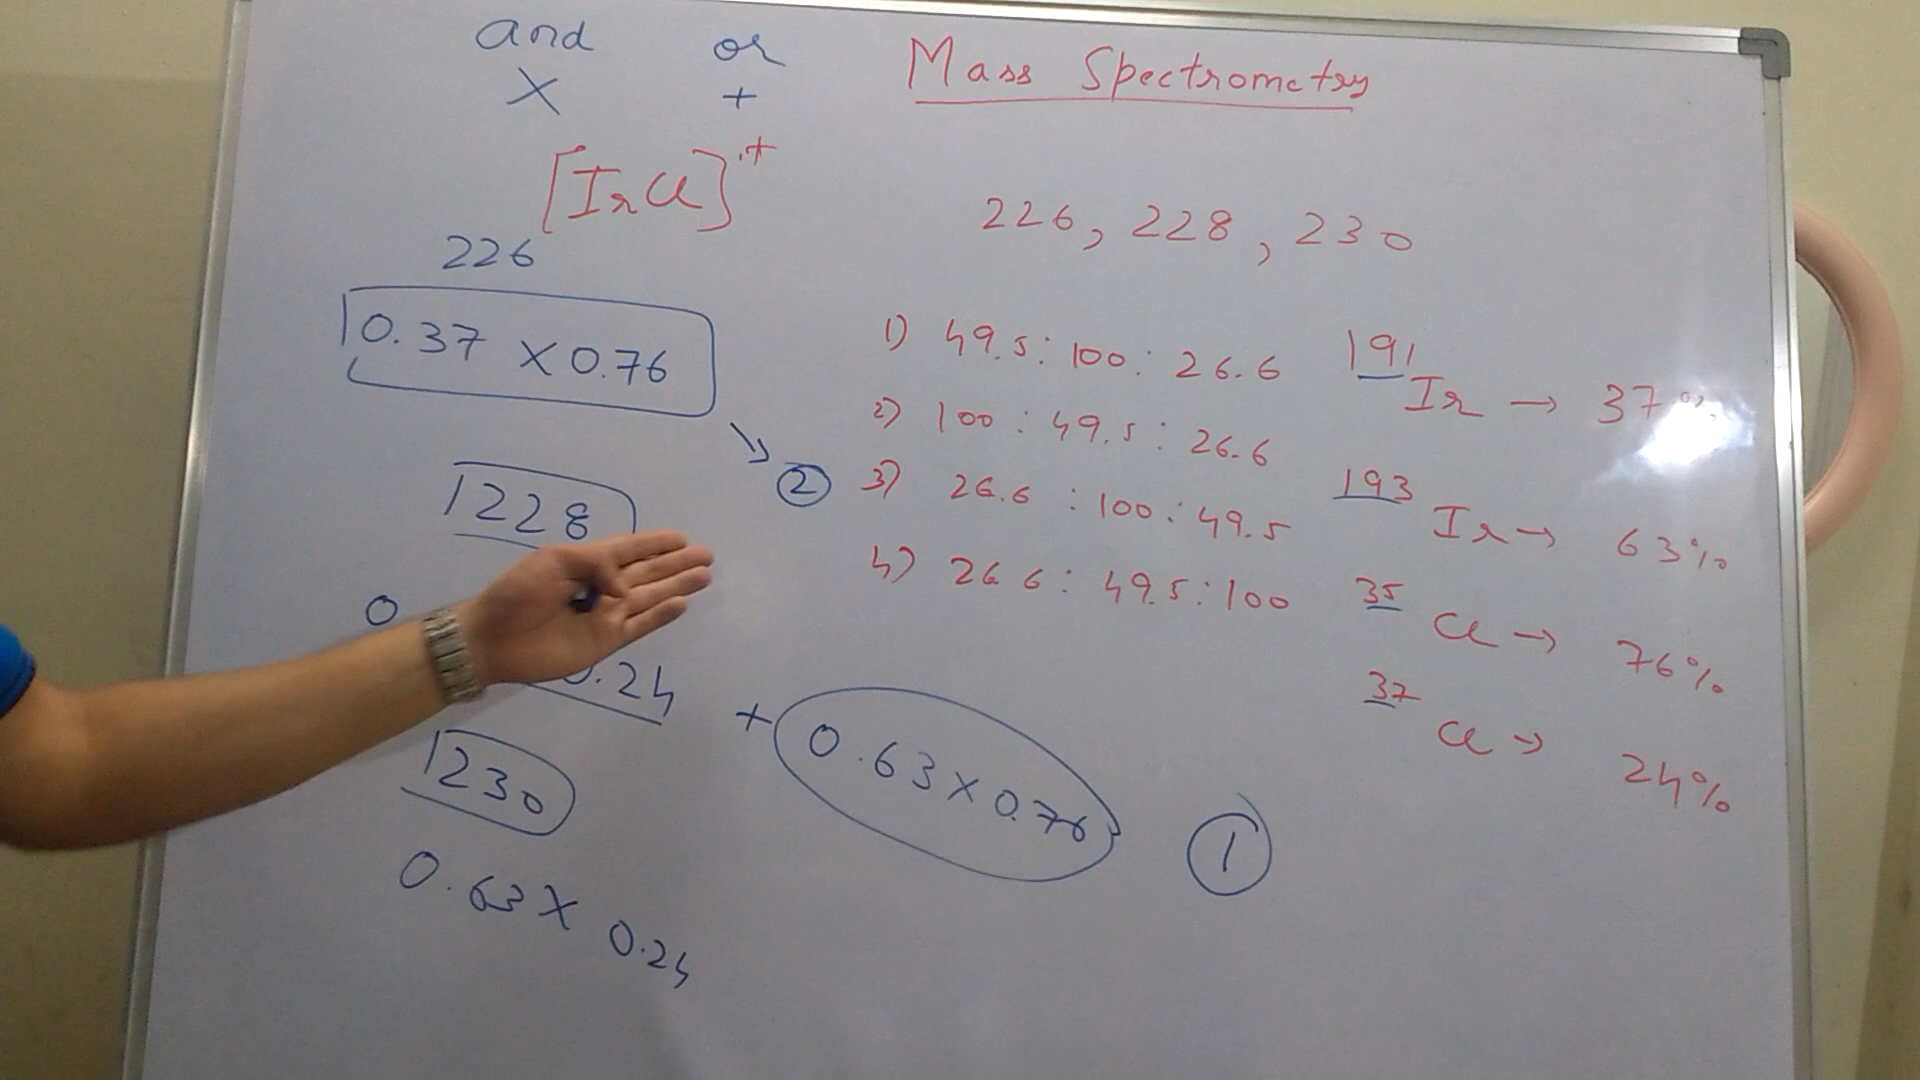 and or
X +
Mass Spectrometry
[IrCl]·+
226, 228, 230
226
0.37 X 0.76
1) 49.5 : 100 : 26.6
2) 100 : 49.5 : 26.6
3) 26.6 : 100 : 49.5
4) 26.6 : 49.5 : 100
191 Ir → 37%
193 Ir → 63%
35 Cl → 76%
37 Cl → 24%
2
228
0
0.24 + 0.63 X 0.76
1
230
0.63 X 0.24